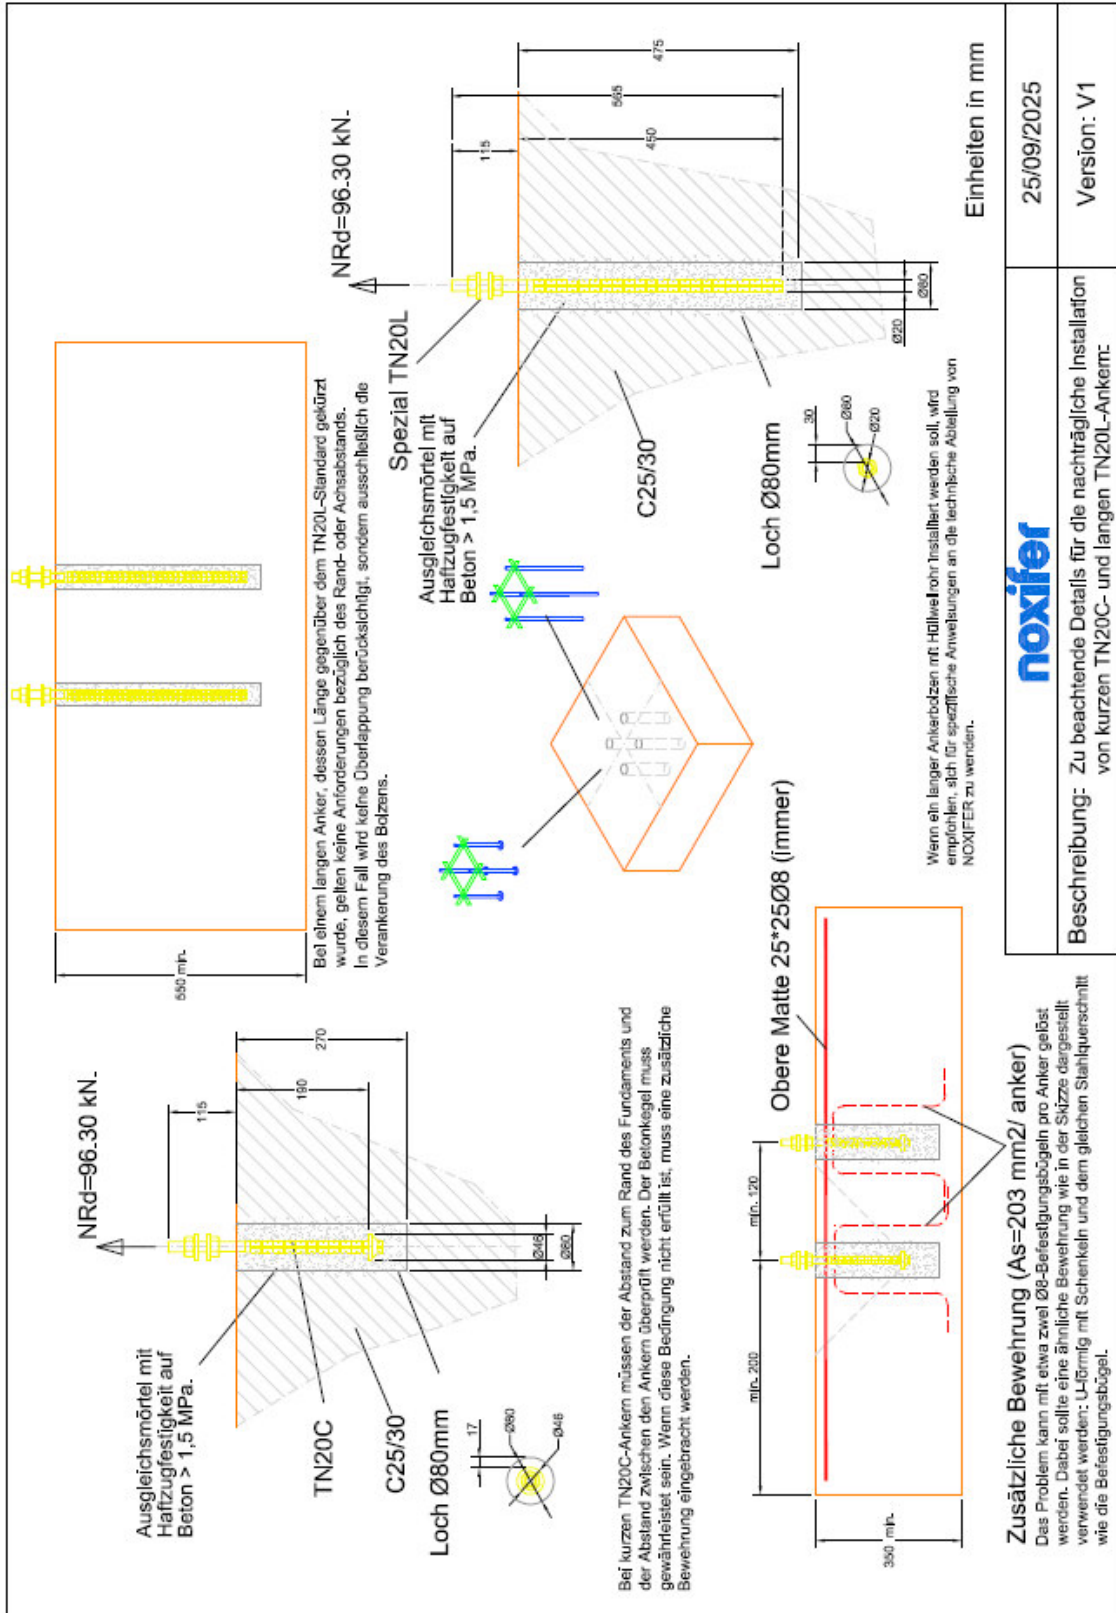 NRd=96.30 kN.
Ausgleichsmörtel mit
Haftzugfestigkeit auf
Beton > 1,5 MPa.
TN20C
C25/30
Loch Ø80mm
115
190
270
Ø46
Ø80
17
Ø80
Ø46
Bei kurzen TN20C-Ankern müssen der Abstand zum Rand des Fundaments und
der Abstand zwischen den Ankern überprüft werden. Der Betonkegel muss
gewährleistet sein. Wenn diese Bedingung nicht erfüllt ist, muss eine zusätzliche
Bewehrung eingebracht werden.
550 min.
Bei einem langen Anker, dessen Länge gegenüber dem TN20L-Standard gekürzt
wurde, gelten keine Anforderungen bezüglich des Rand- oder Achsabstands.
In diesem Fall wird keine Überlappung berücksichtigt, sondern ausschließlich die
Verankerung des Bolzens.
NRd=96.30 kN.
Spezial TN20L
Ausgleichsmörtel mit
Haftzugfestigkeit auf
Beton > 1,5 MPa.
C25/30
Loch Ø80mm
115
565
450
475
Ø20
Ø80
30
Ø80
Ø20
Wenn ein langer Ankerbolzen mit Hüllwellrohr installiert werden soll, wird
empfohlen, sich für spezifische Anweisungen an die technische Abteilung von
NOXIFER zu wenden.
Obere Matte 25*25Ø8 (immer)
min. 200
min. 120
350 min.
Zusätzliche Bewehrung (As=203 mm2/ anker)
Das Problem kann mit etwa zwei Ø8-Befestigungsbügeln pro Anker gelöst
werden. Dabei sollte eine ähnliche Bewehrung wie in der Skizze dargestellt
verwendet werden: U-förmig mit Schenkeln und dem gleichen Stahlquerschnitt
wie die Befestigungsbügel.
Einheiten in mm
noxifer
25/09/2025
Beschreibung: Zu beachtende Details für die nachträgliche Installation
von kurzen TN20C- und langen TN20L-Ankern:
Version: V1